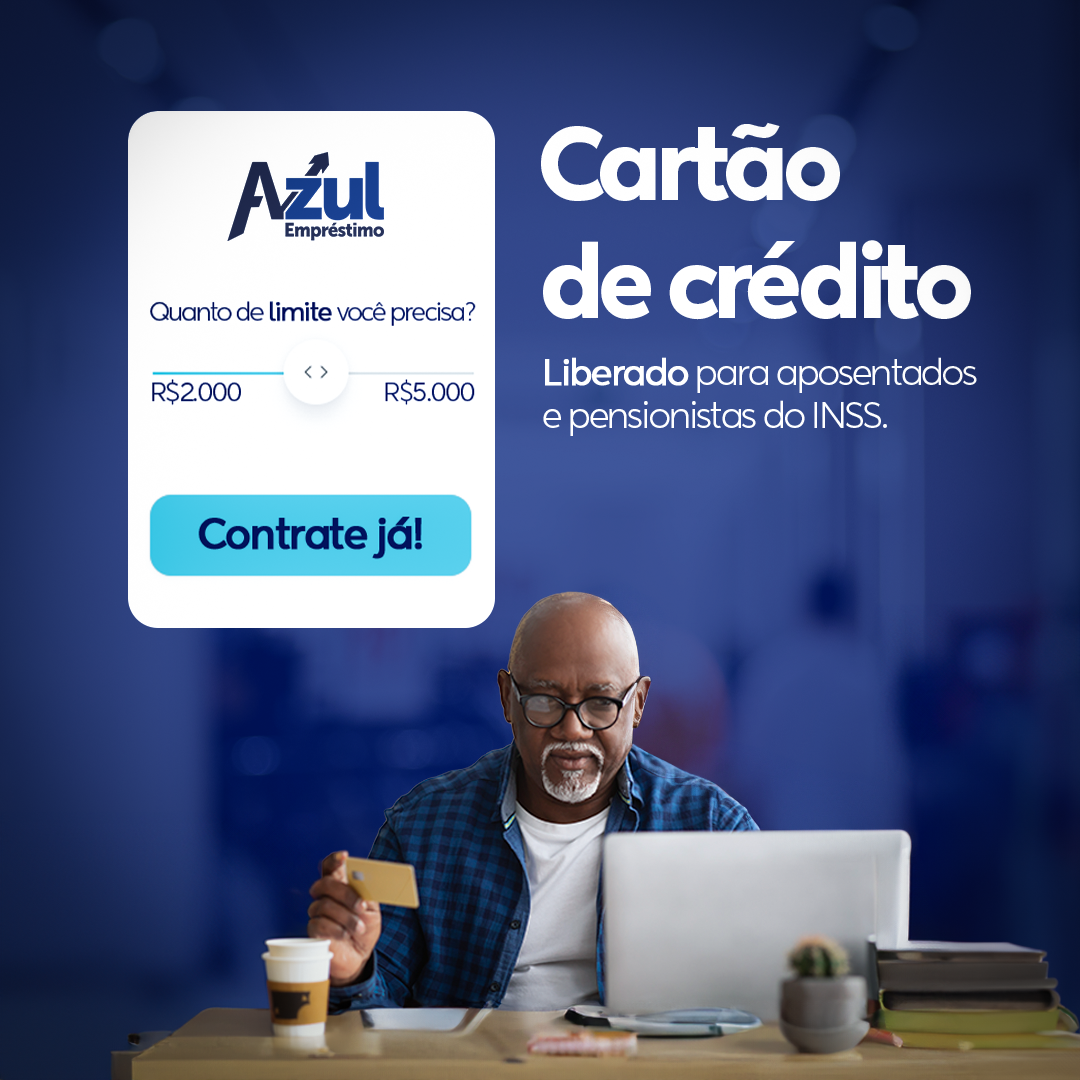 Azul
Empréstimo
Quanto de limite você precisa?
R$2.000 R$5.000
Contrate já!
Cartão
de crédito
Liberado para aposentados
e pensionistas do INSS.